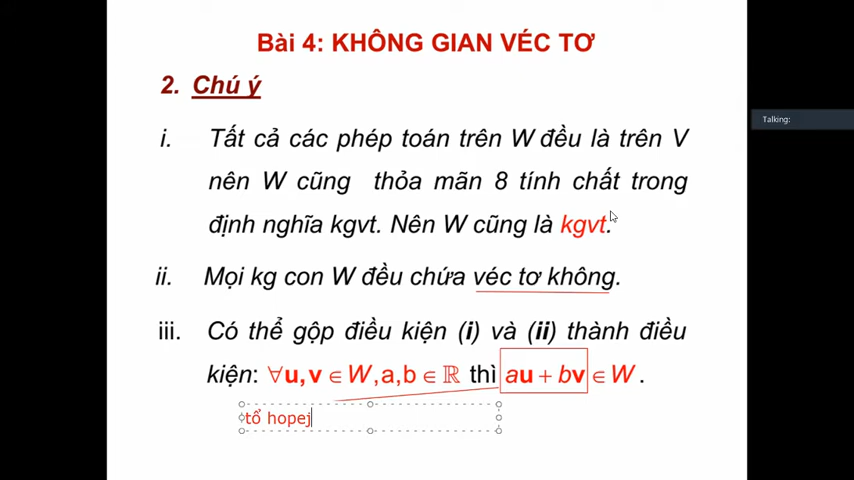 Bài 4: KHÔNG GIAN VÉC TƠ
2. Chú ý
Talking:
i. Tất cả các phép toán trên W đều là trên V
nên W cũng thỏa mãn 8 tính chất trong
định nghĩa kgvt. Nên W cũng là kgvt.
ii. Mọi kg con W đều chứa véc tơ không.
iii. Có thể gộp điều kiện (i) và (ii) thành điều
kiện: ∀u,v ∈ W,a,b ∈ ℝ thì au + bv ∈ W .
tổ hopej